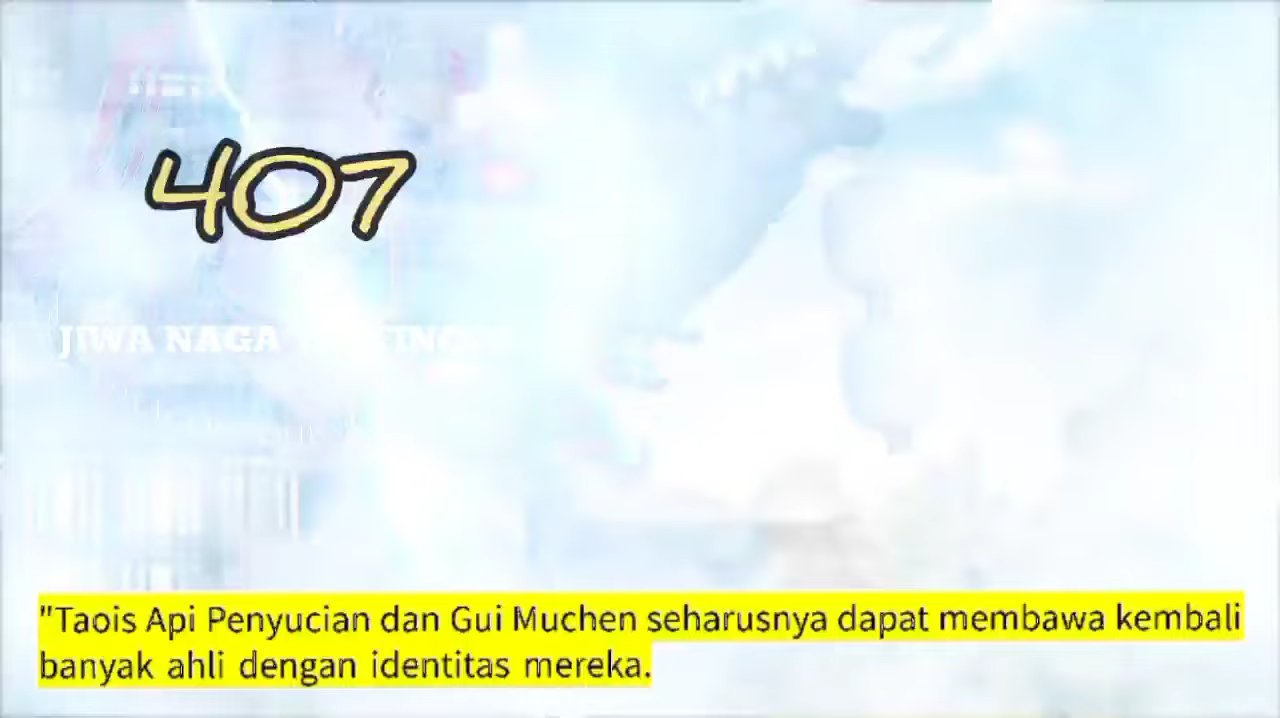 407
JIWA NAGA
"Taois Api Penyucian dan Gui Muchen seharusnya dapat membawa kembali
banyak ahli dengan identitas mereka.